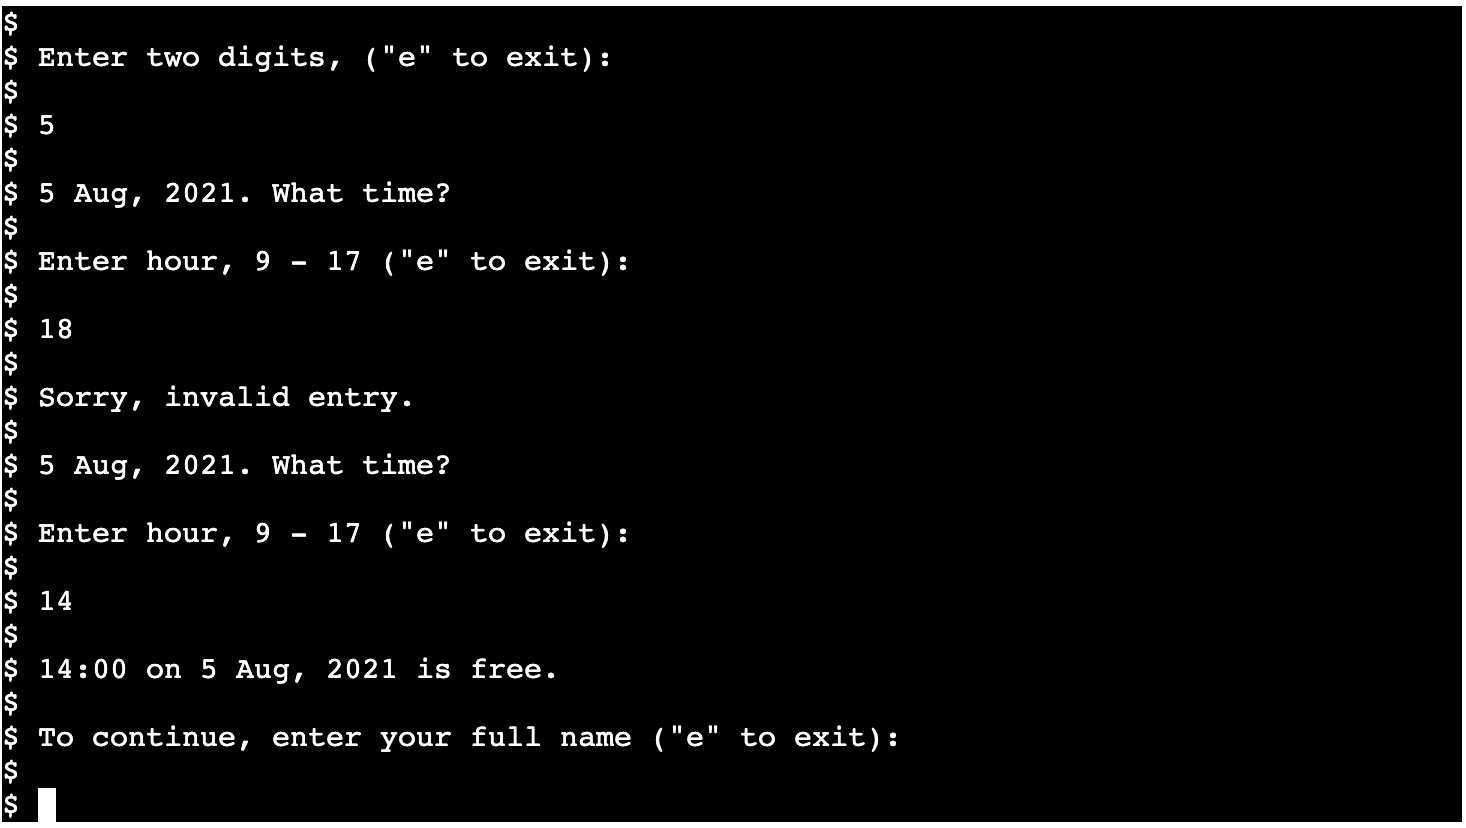 $
$ Enter two digits, ("e" to exit):
$
$ 5
$
$ 5 Aug, 2021. What time?
$
$ Enter hour, 9 - 17 ("e" to exit):
$
$ 18
$
$ Sorry, invalid entry.
$
$ 5 Aug, 2021. What time?
$
$ Enter hour, 9 - 17 ("e" to exit):
$
$ 14
$
$ 14:00 on 5 Aug, 2021 is free.
$
$ To continue, enter your full name ("e" to exit):
$
$